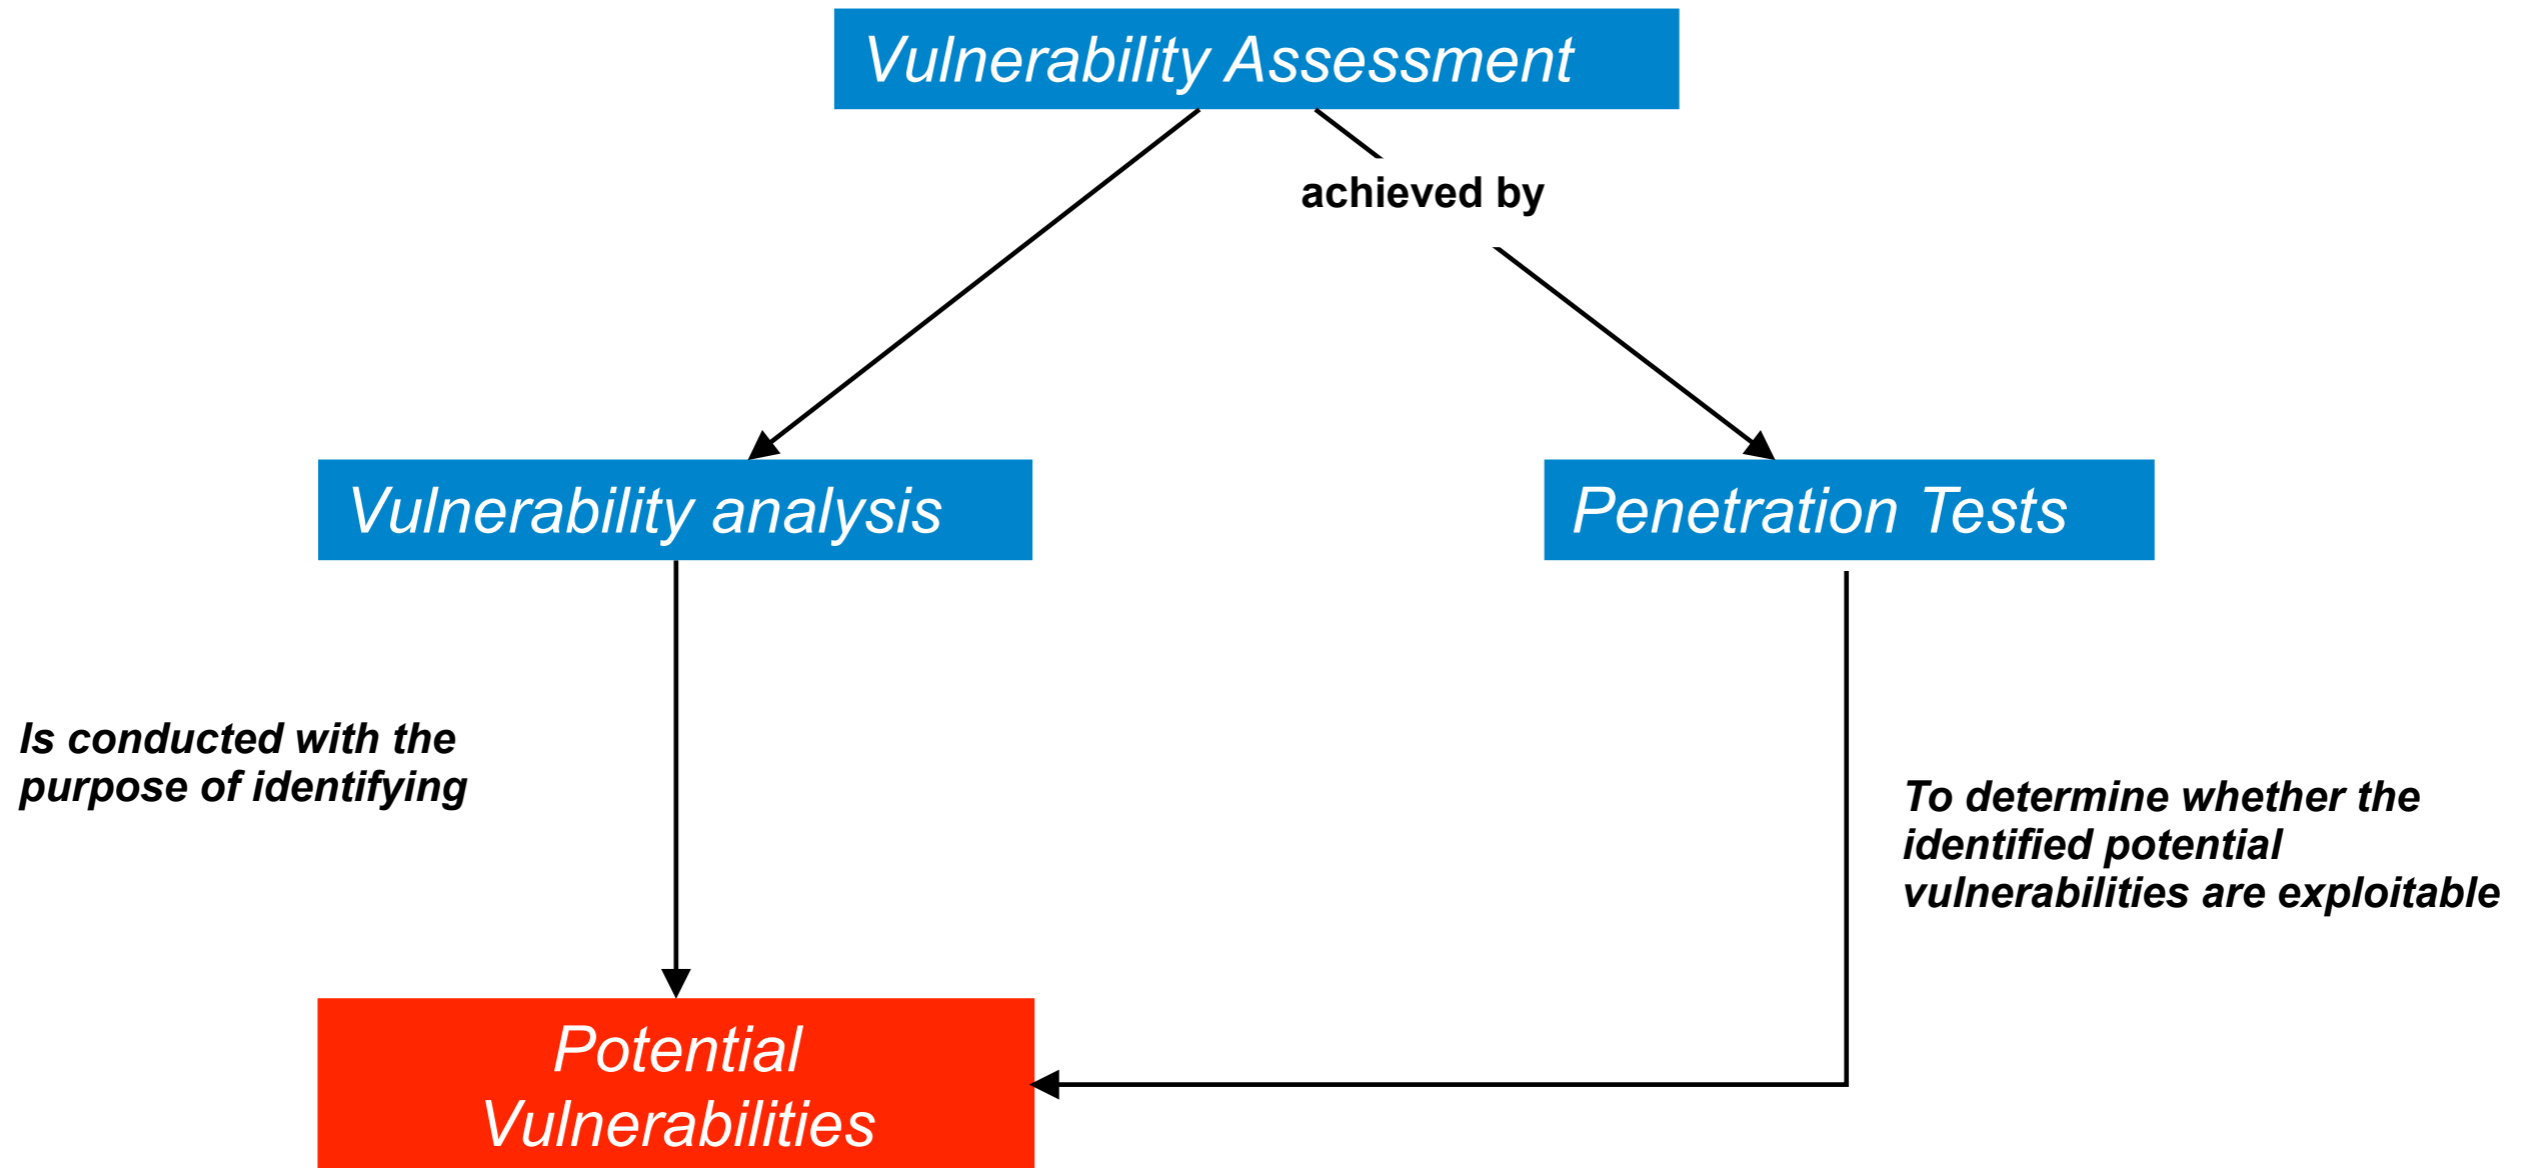 Vulnerability Assessment
achieved by
Vulnerability analysis
Penetration Tests
Is conducted with the
purpose of identifying
To determine whether the
identified potential
vulnerabilities are exploitable
Potential
Vulnerabilities